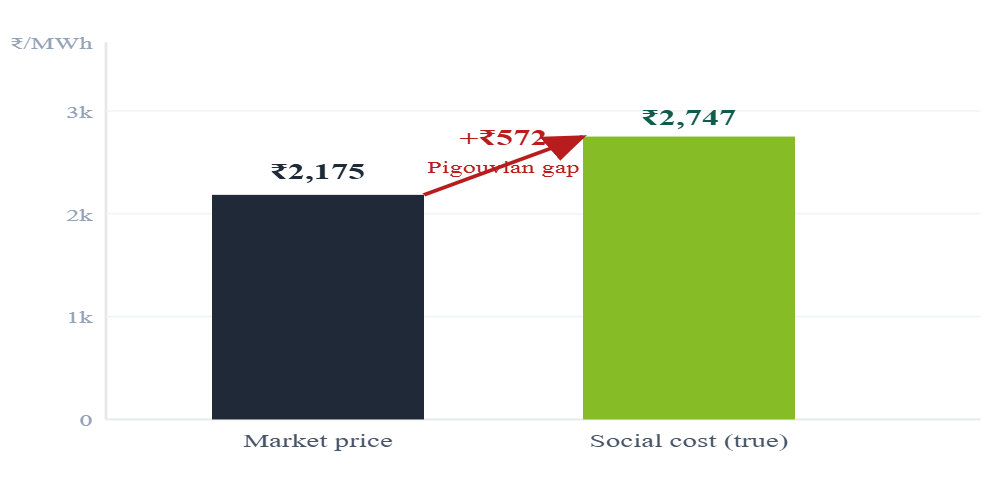 ₹/MWh
3k
2k
1k
0
₹2,175
+₹572
Pigouvian gap
₹2,747
Market price
Social cost (true)